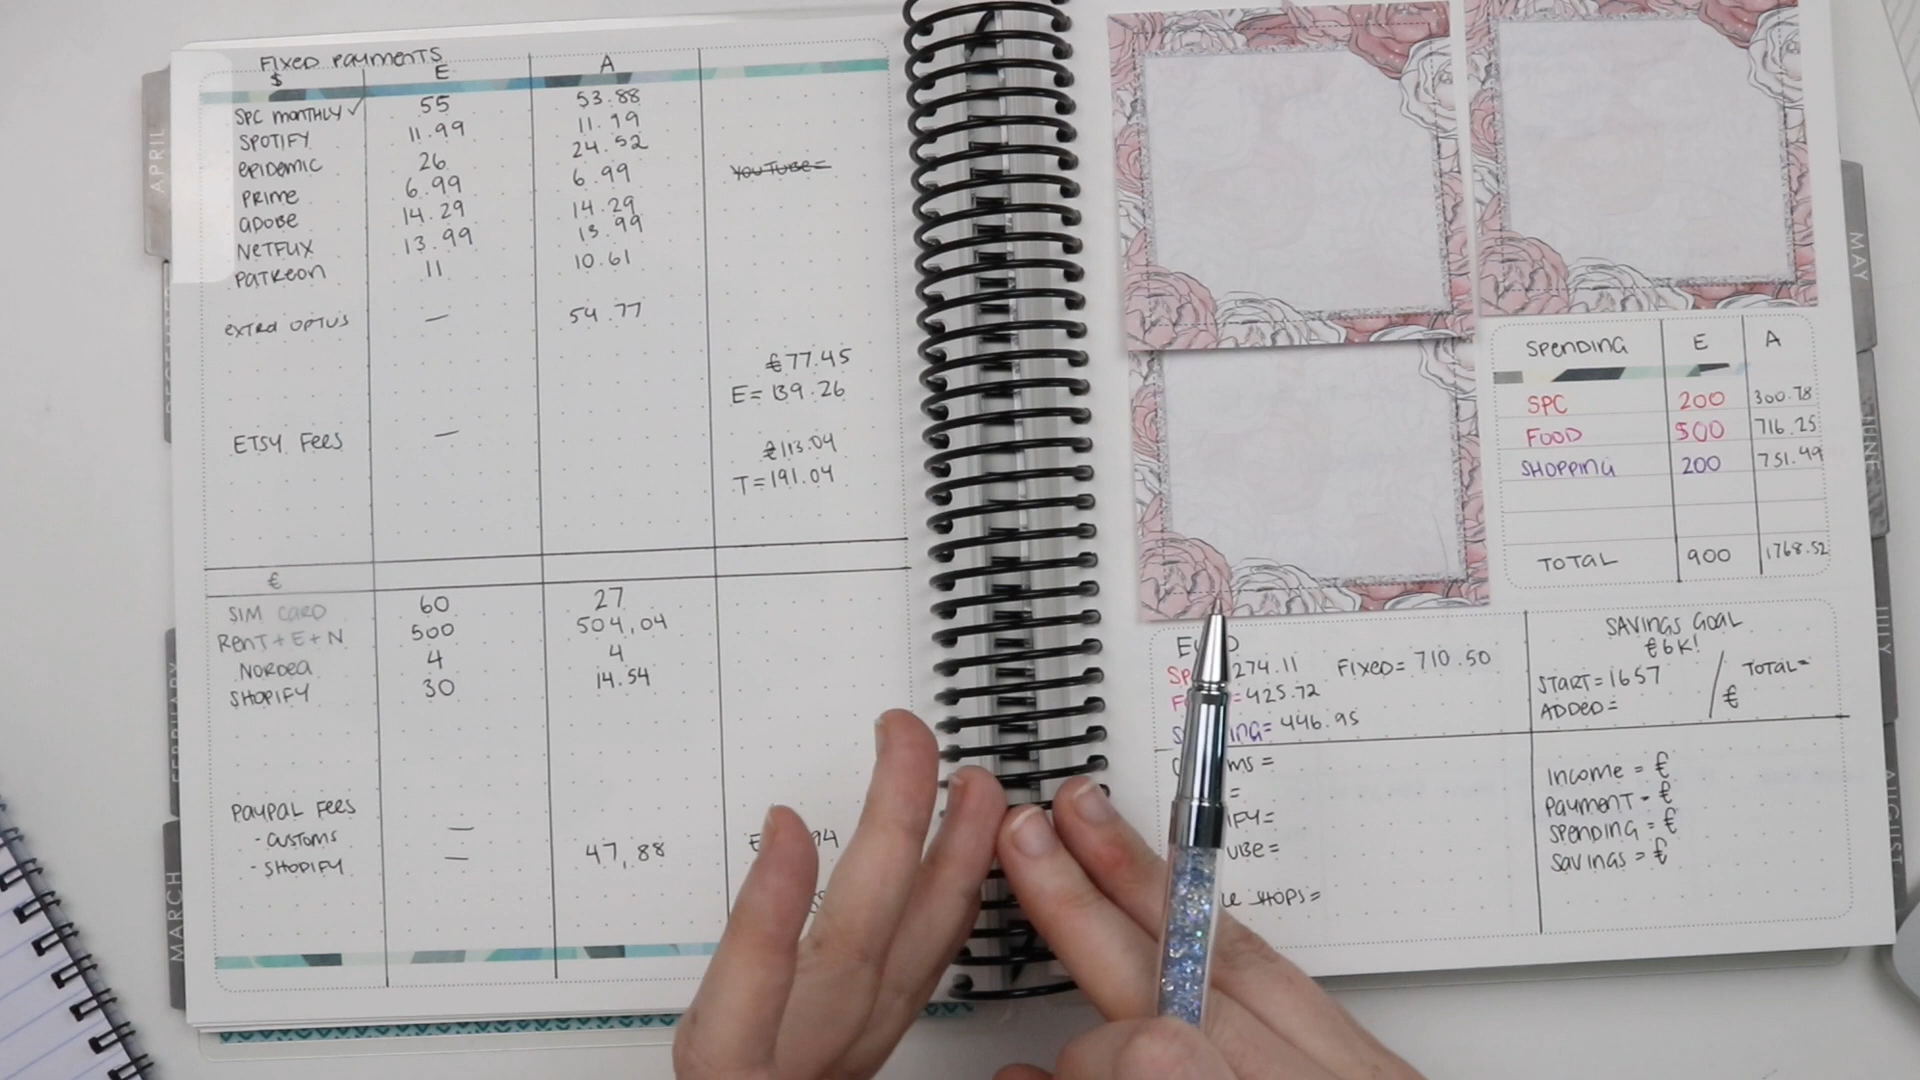 FIXED PAYMENTS
$ E A
SPC MONTHLY ✓ 55 53.88
SPOTIFY 11.99 11.99
EPIDEMIC 26 24.52
PRIME 6.99 6.99
ADOBE 14.29 14.29
NETFLIX 13.99 13.99
PATREON 11 10.61
YOUTUBE=
EXTRA OPTUS — 54.77
€77.45
E= 139.26
ETSY FEES —
€113.04
T=191.04
€
SIM CARD 60 27
RENT+E+N 500 504,04
NORDEA 4 4
SHOPIFY 30 14.54
PAYPAL FEES
- CUSTOMS —
- SHOPIFY — 47,88
APRIL
FEBRUARY
MARCH
SPENDING E A
SPC 200 300.78
FOOD 500 716.25
SHOPPING 200 751.49
TOTAL 900 1768.52
274.11 FIXED= 710.50
=425.72
= 446.95
SAVINGS GOAL
€6K!
START=1657 / TOTAL=
ADDED= €
INCOME = €
PAYMENT = €
SPENDING = €
SAVINGS = €
SHOPS=
MAY
JUNE
JULY
AUGUST